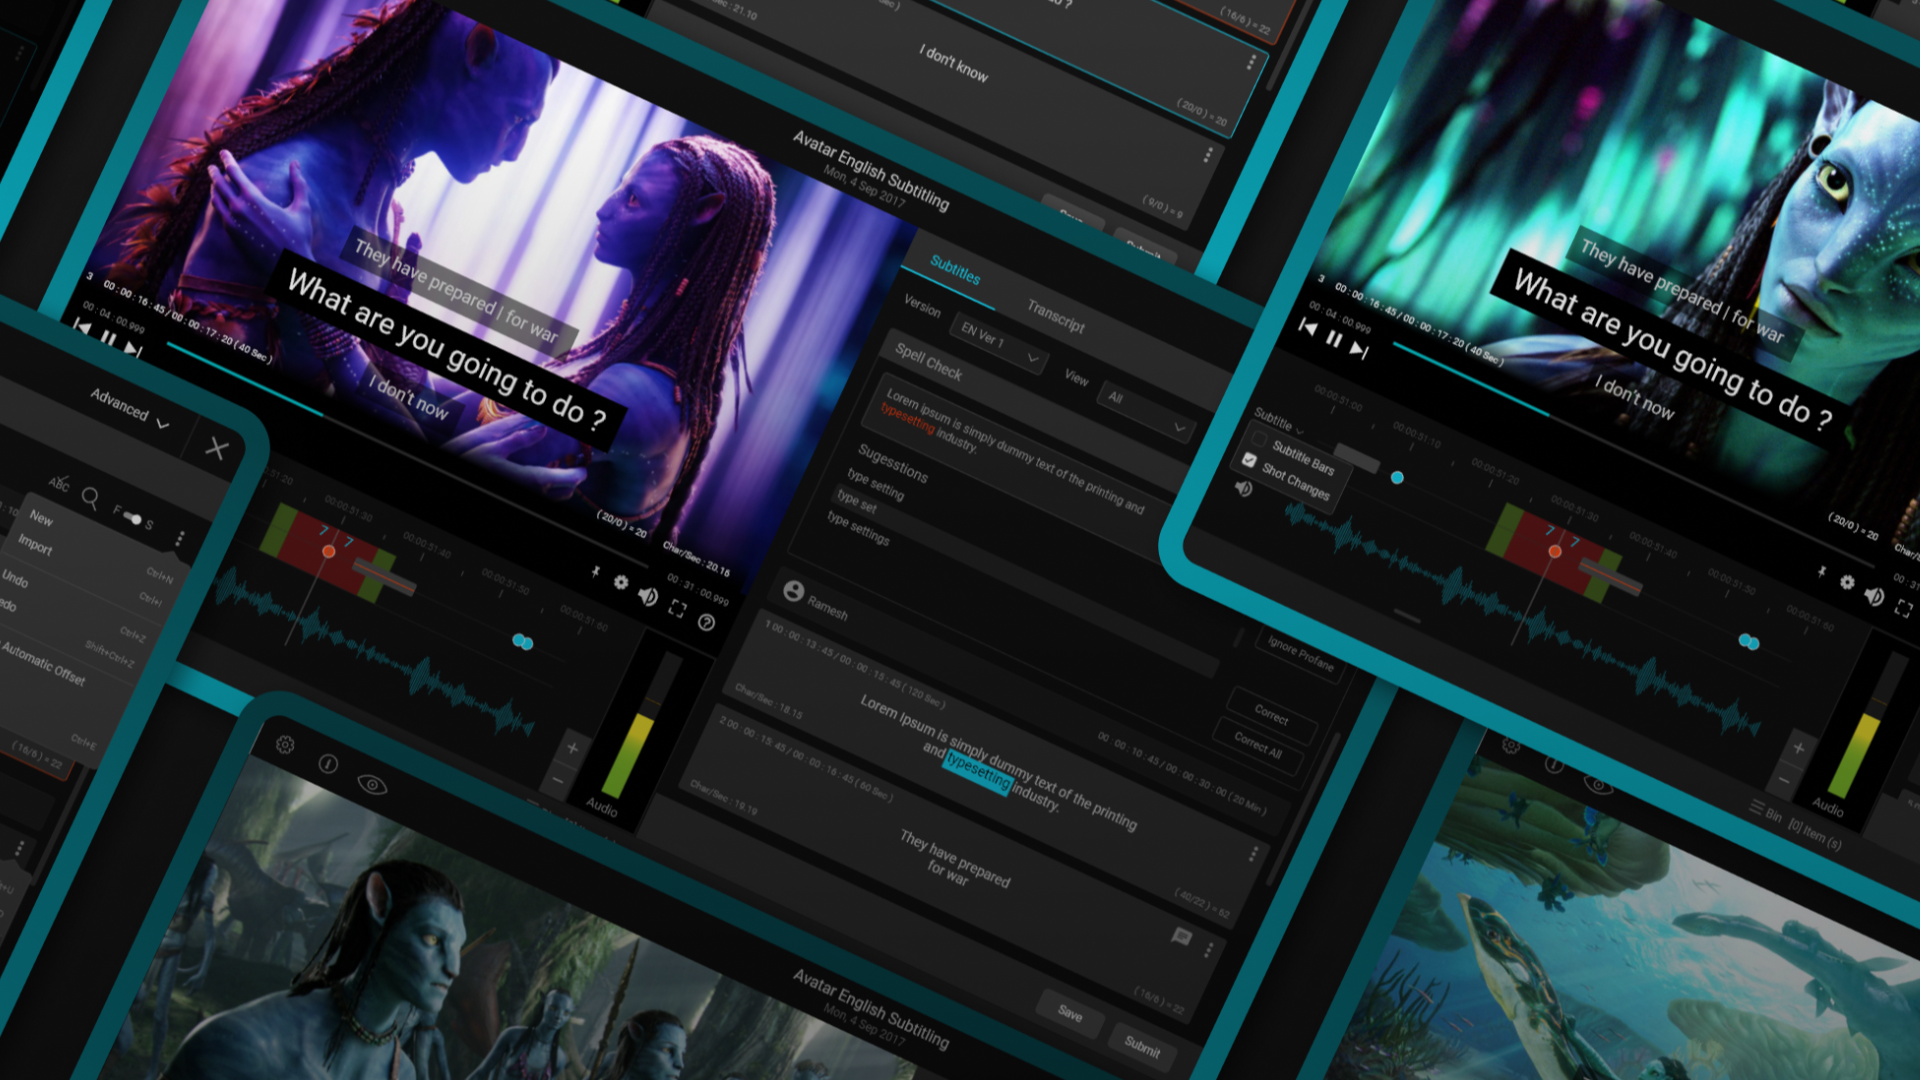 I don't know
(20/0) = 20
(9/0) = 9
(16/6) = 22
Avatar English Subtitling
Mon, 4 Sep 2017
They have prepared | for war
What are you going to do ?
I don't now
3
00 : 00 : 16 : 45 / 00 : 00 : 17 : 20 ( 40 Sec )
00 : 04 : 00.999
(20/0) = 20
Char/Sec : 20.16
00 : 31 : 00.999
Subtitles
Transcript
Version
EN Ver 1
View
All
Spell Check
Lorem Ipsum is simply dummy text of the printing and
typesetting industry.
Sugesstions
type setting
type set
type settings
Ignore Profane
Correct
Correct All
Ramesh
00 : 00 : 10 : 45 / 00 : 00 : 30 : 00 ( 20 Min )
1 00 : 00 : 13 : 45 / 00 : 00 : 15 : 45 ( 120 Sec )
Lorem Ipsum is simply dummy text of the printing
and typesetting industry.
Char/Sec : 18.15
(40/22) = 62
2 00 : 00 : 15 : 45 / 00 : 00 : 16 : 45 ( 60 Sec )
They have prepared
for war
Char/Sec : 19.19
(16/6) = 22
Save
Submit
00:00:51:30
00:00:51:40
00:00:51:50
00:00:51:60
7 7
Audio
Advanced
ABC
F
S
New
Ctrl+N
Import
Ctrl+I
Undo
Ctrl+Z
Shift+Ctrl+Z
Automatic Offset
Ctrl+E
(16/6) = 22
They have prepared | for war
What are you going to do ?
I don't now
3
00 : 00 : 16 : 45 / 00 : 00 : 17 : 20 ( 40 Sec )
00 : 04 : 00.999
(20/0) = 20
00:00:51:00
00:00:51:10
00:00:51:20
00:00:51:30
00:00:51:40
00:00:51:50
00:00:51:60
Subtitle
Subtitle Bars
Shot Changes
7 7
Audio
Bin
[0] Item (s)
Avatar English Subtitling
Mon, 4 Sep 2017